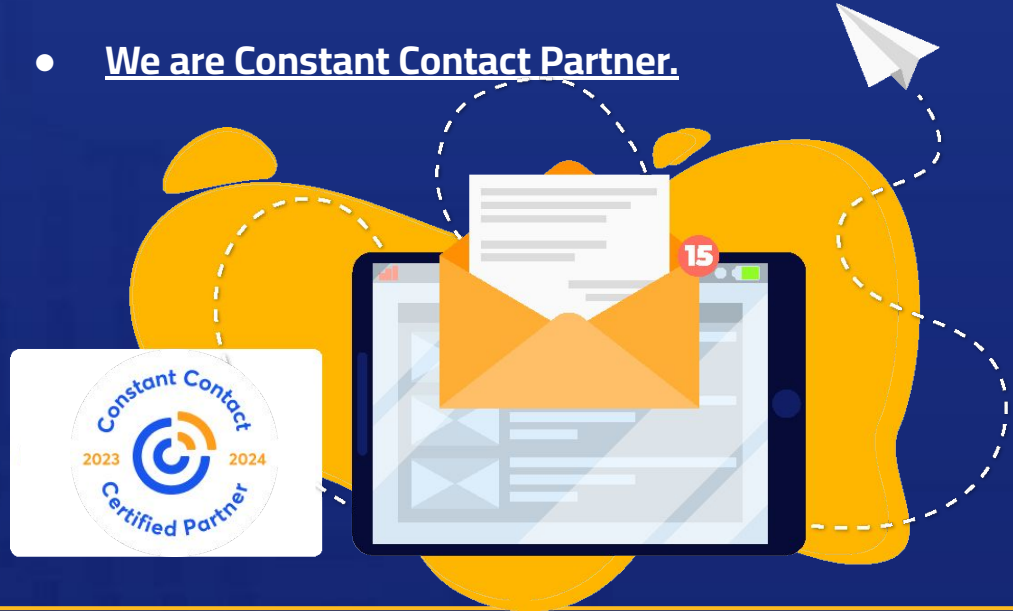 ● We are Constant Contact Partner.
15
Constant Contact
2023 2024
Certified Partner